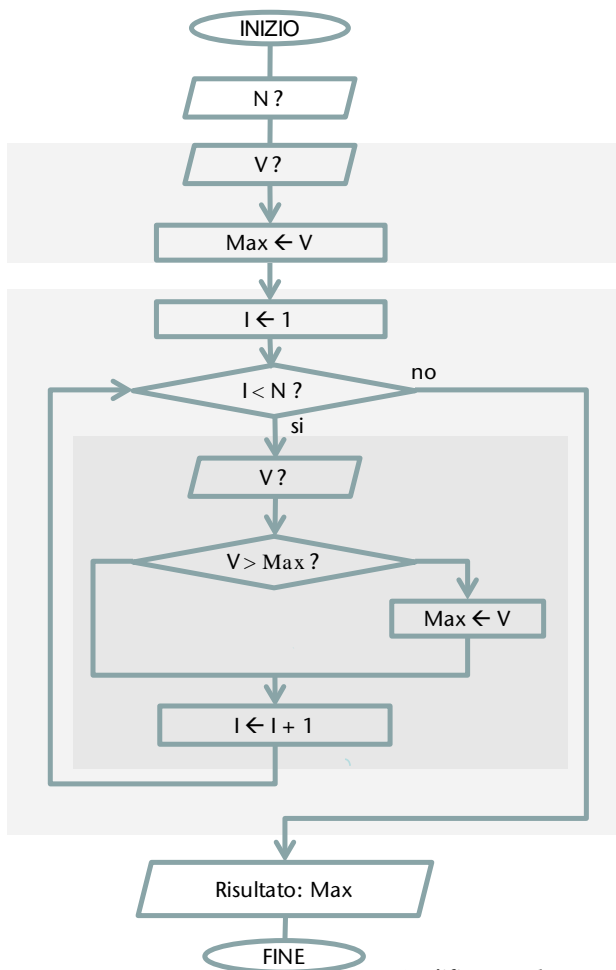 INIZIO
N ?
V ?
Max ← V
I ← 1
I < N ?
no
si
V ?
V > Max ?
Max ← V
I ← I + 1
Risultato: Max
FINE